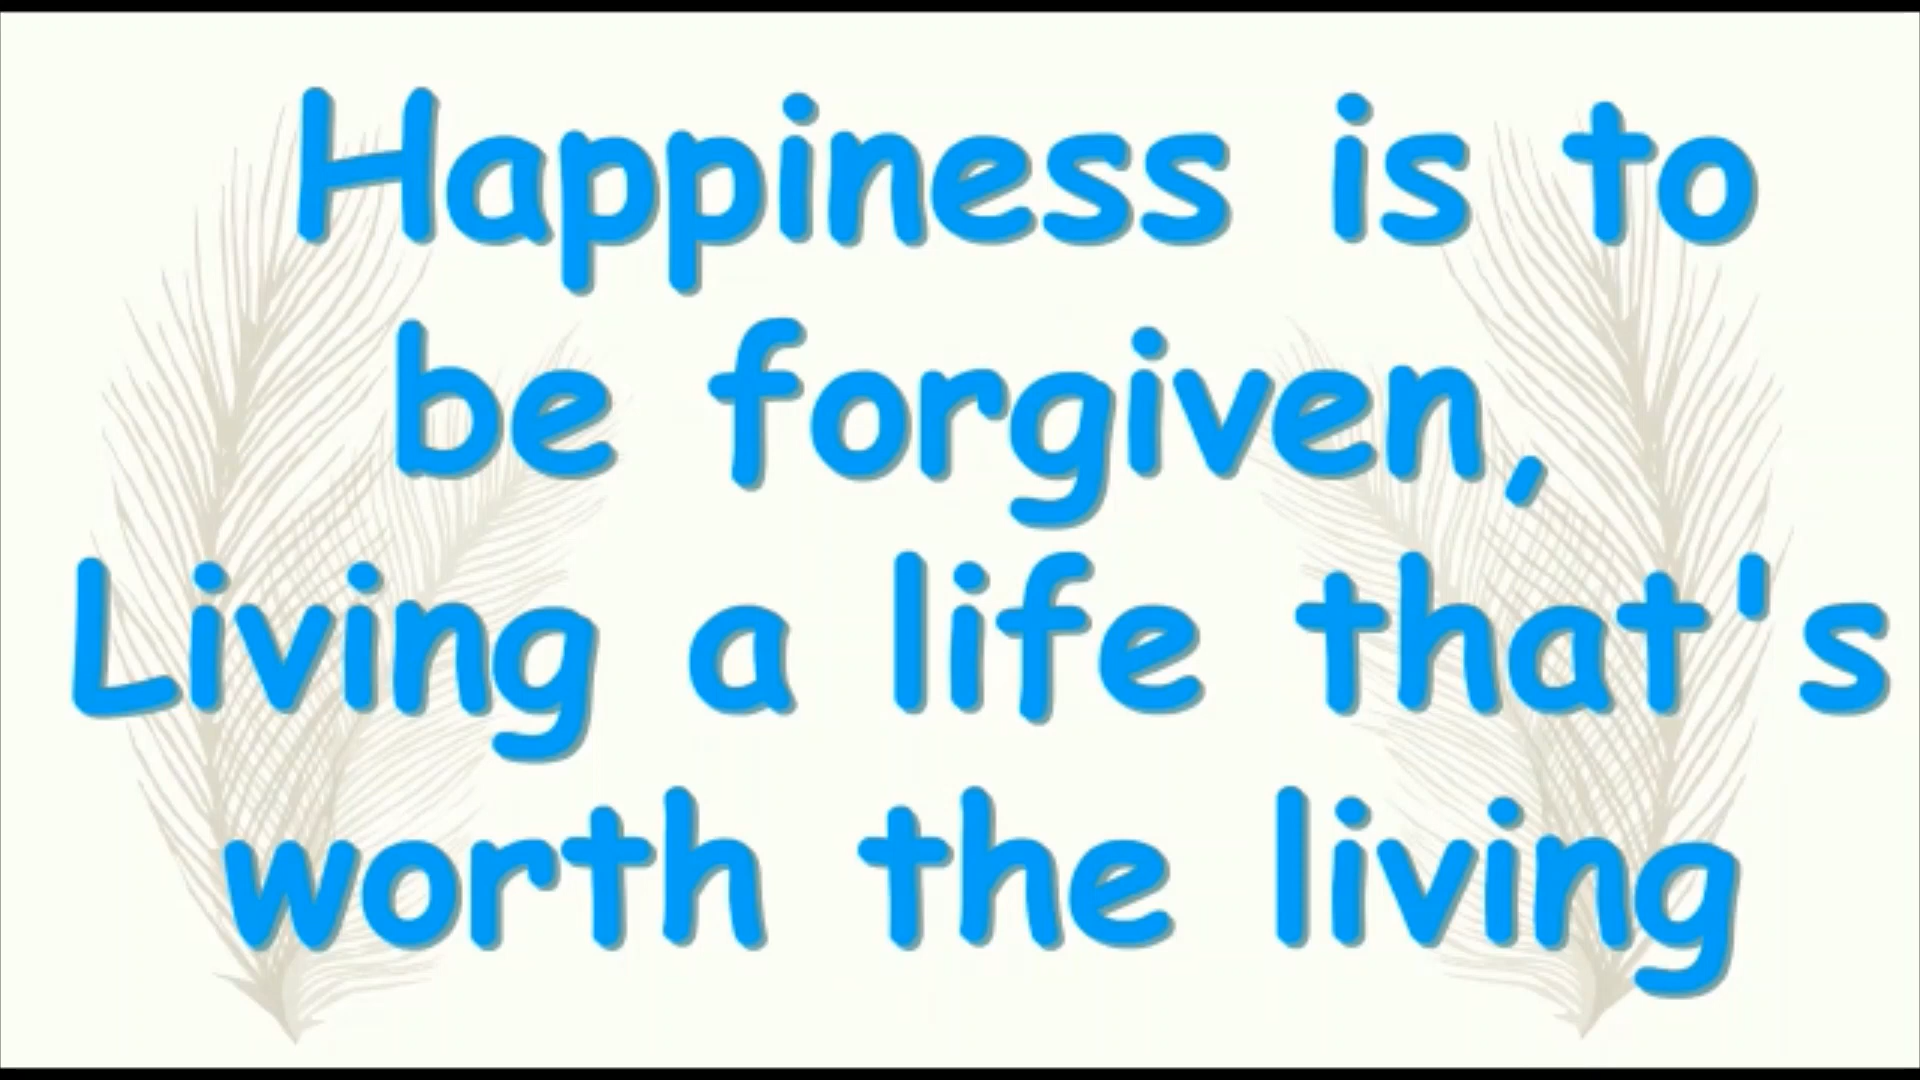 Happiness is to
be forgiven,
Living a life that's
worth the living